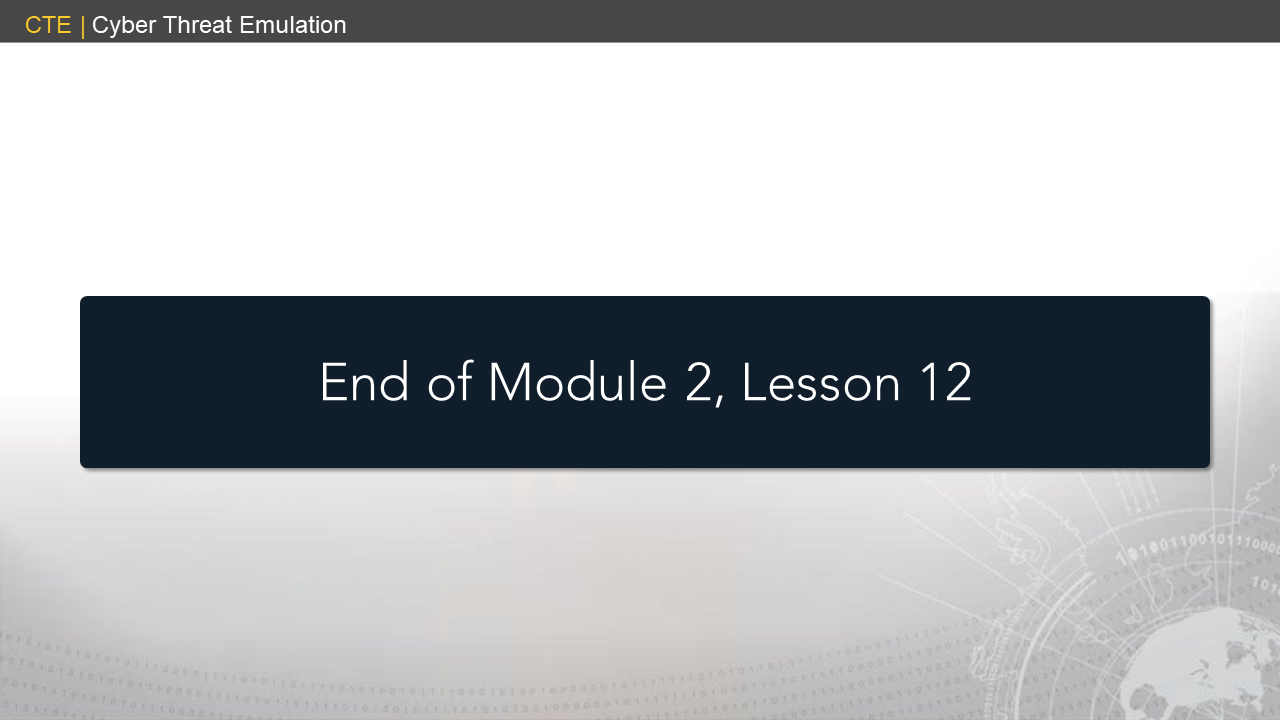 CTE | Cyber Threat Emulation
End of Module 2, Lesson 12